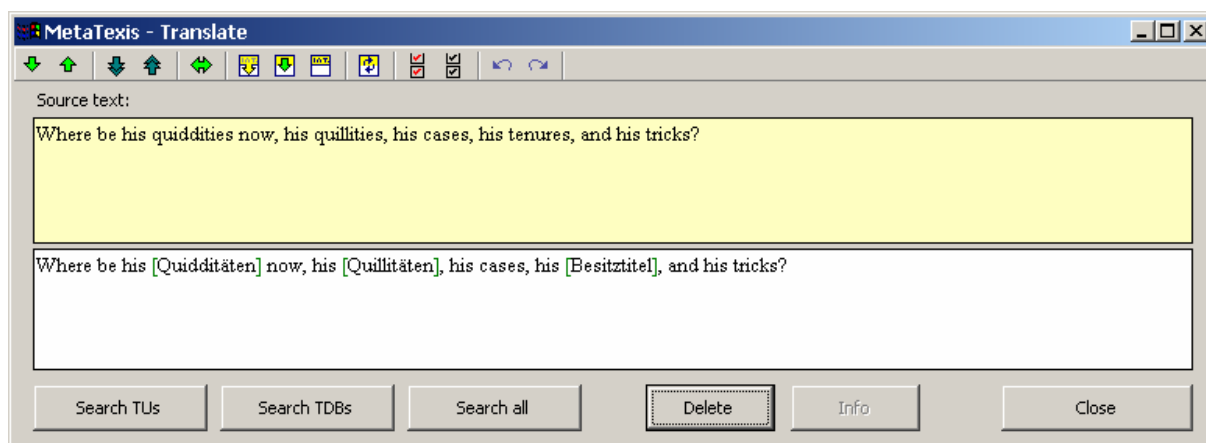 MetaTexis - Translate
Source text:
Where be his quiddities now, his quillities, his cases, his tenures, and his tricks?
Where be his [Quidditäten] now, his [Quillitäten], his cases, his [Besitztitel], and his tricks?
Search TUs Search TDBs Search all Delete Info Close